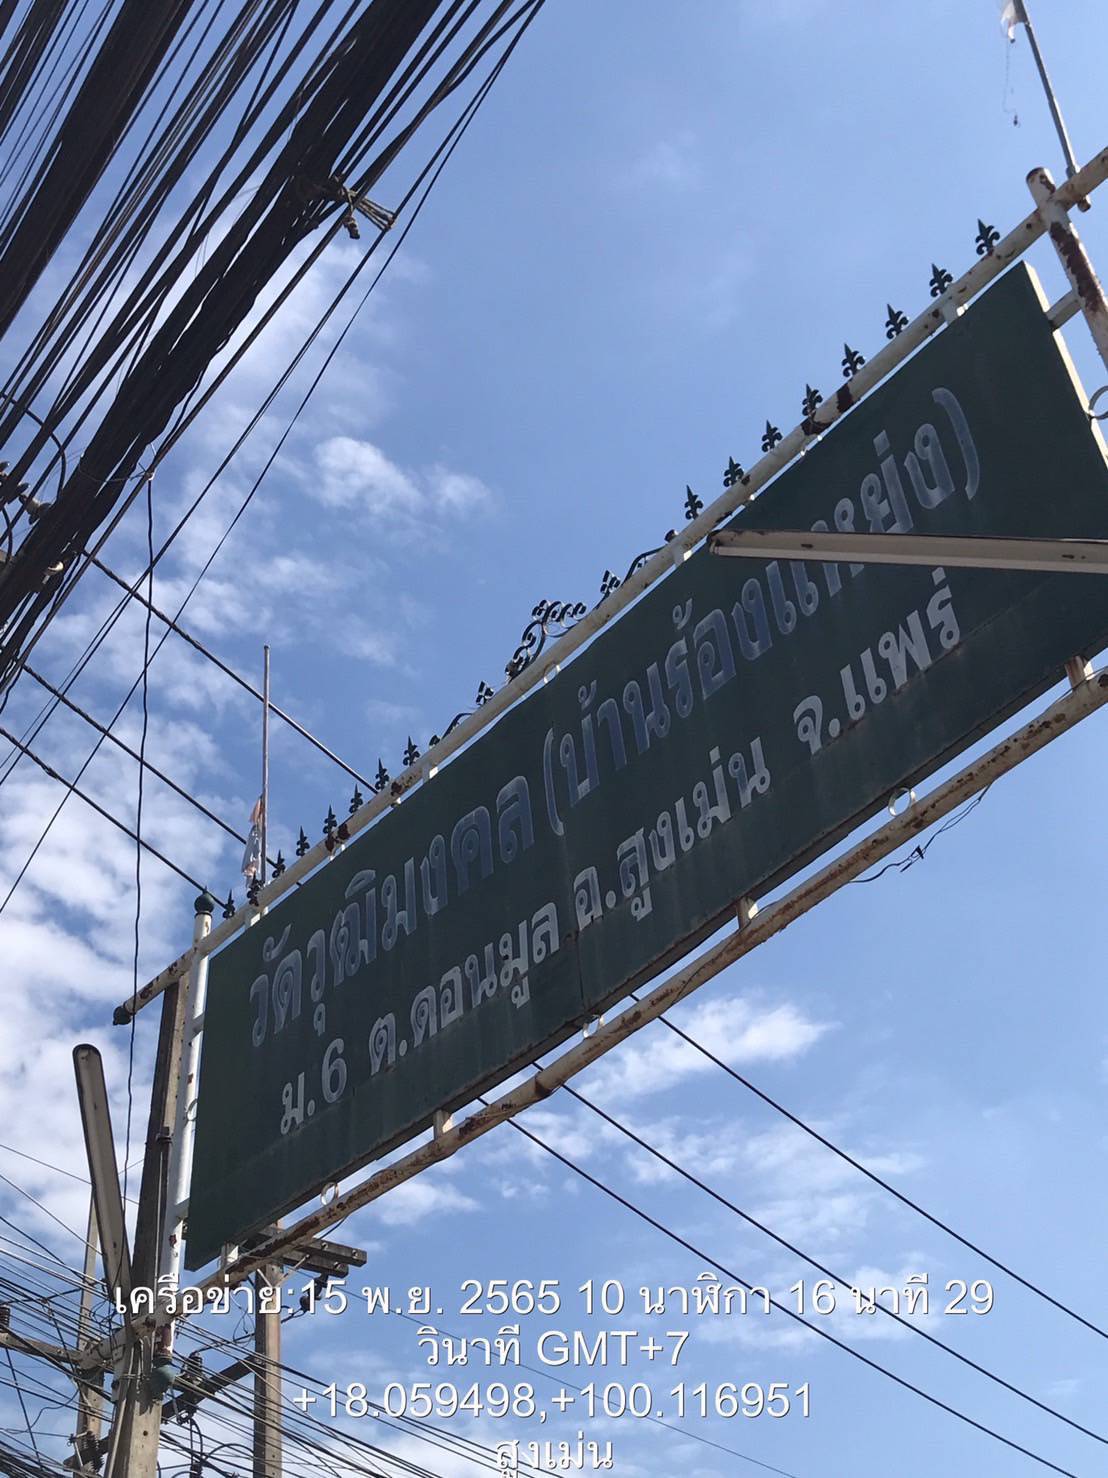 วัดวุฒิมงคล (บ้านร้องแหยุ่ง)
ม.6 ต.ดอนมูล อ.สูงเม่น จ.แพร่
เครือข่าย:15 พ.ย. 2565 10 นาฬิกา 16 นาที 29
วินาที GMT+7
+18.059498,+100.116951
สูงเม่น